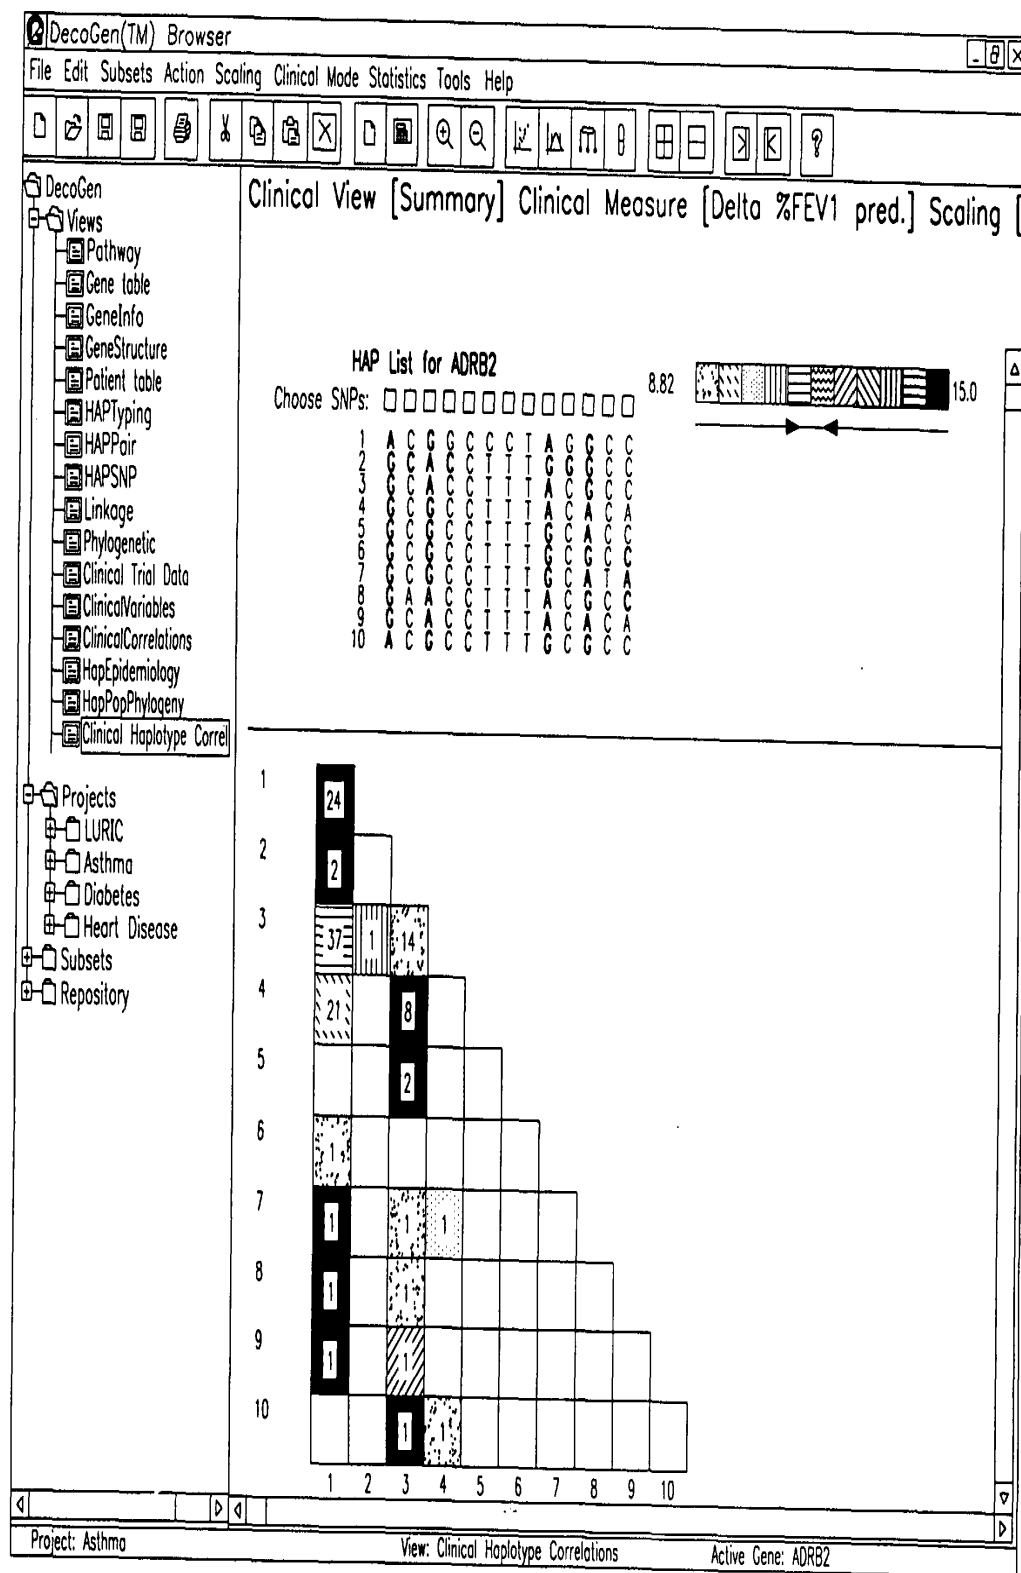 DecoGen(TM) Browser
File Edit Subsets Action Scaling Clinical Mode Statistics Tools Help
DecoGen
Views
Pathway
Gene table
GeneInfo
GeneStructure
Patient table
HAPTyping
HAPPair
HAPSNP
Linkage
Phylogenetic
Clinical Trial Data
ClinicalVariables
ClinicalCorrelations
HapEpidemiology
HapPopPhylogeny
Clinical Haplotype Correl
Projects
LURIC
Asthma
Diabetes
Heart Disease
Subsets
Repository
Clinical View [Summary] Clinical Measure [Delta %FEV1 pred.] Scaling [
HAP List for ADRB2
Choose SNPs:
8.82 15.0
1 A C G G C C T A G G C C
2 G C A C C T T G G G C C
3 G C A C C T T A C G C C
4 G C G C C T T A C A C A
5 G C G C C T T G C A C C
6 G C G C C T T G C G C G
7 G C G C C T T G C A T A
8 G A A C C T T A C G C C
9 G C A C C T T A C A C A
10 A C G C C T T G C G C C
1 24
2 2
3 37 1 14
4 21 8
5 2
6 1
7 1 1 1
8 1 1
9 1 1
10 1 1
1 2 3 4 5 6 7 8 9 10
Project: Asthma View: Clinical Haplotype Correlations Active Gene: ADRB2